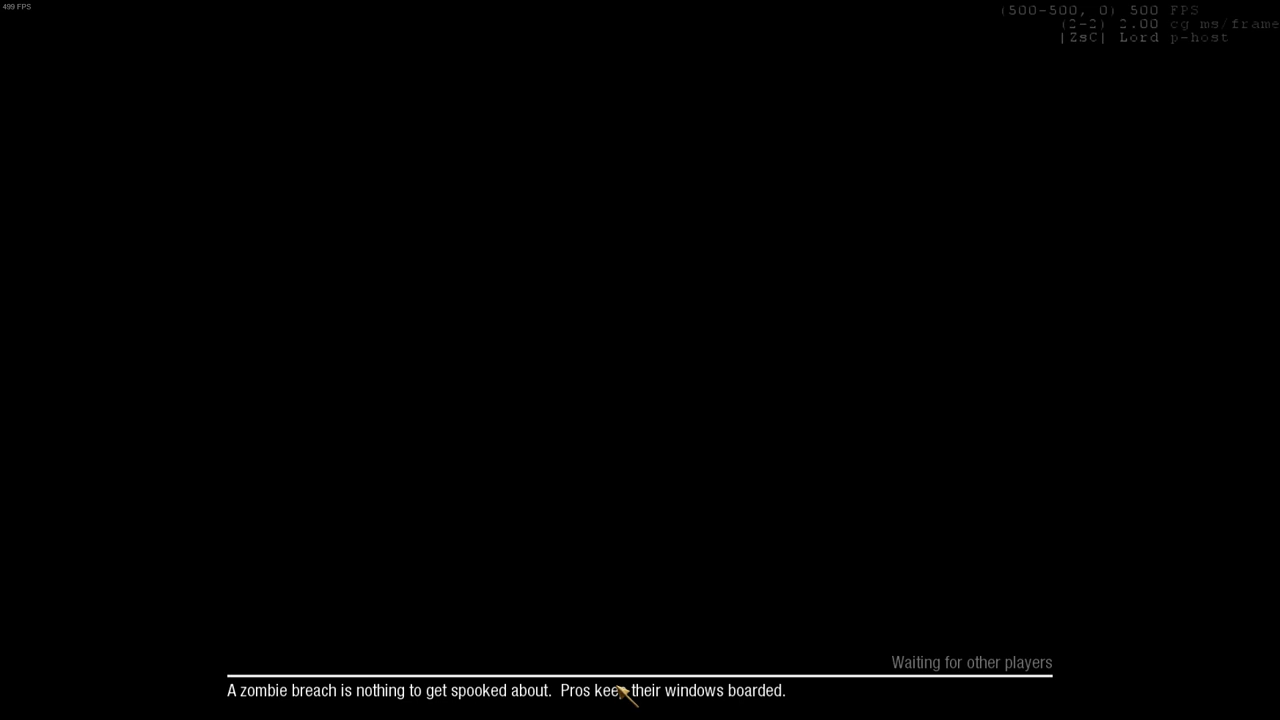 499 FPS
(500-500, 0) 500 FPS
(2-2) 2.00 cg ms/frame
|ZsC| Lord p-host
Waiting for other players
A zombie breach is nothing to get spooked about. Pros keep their windows boarded.